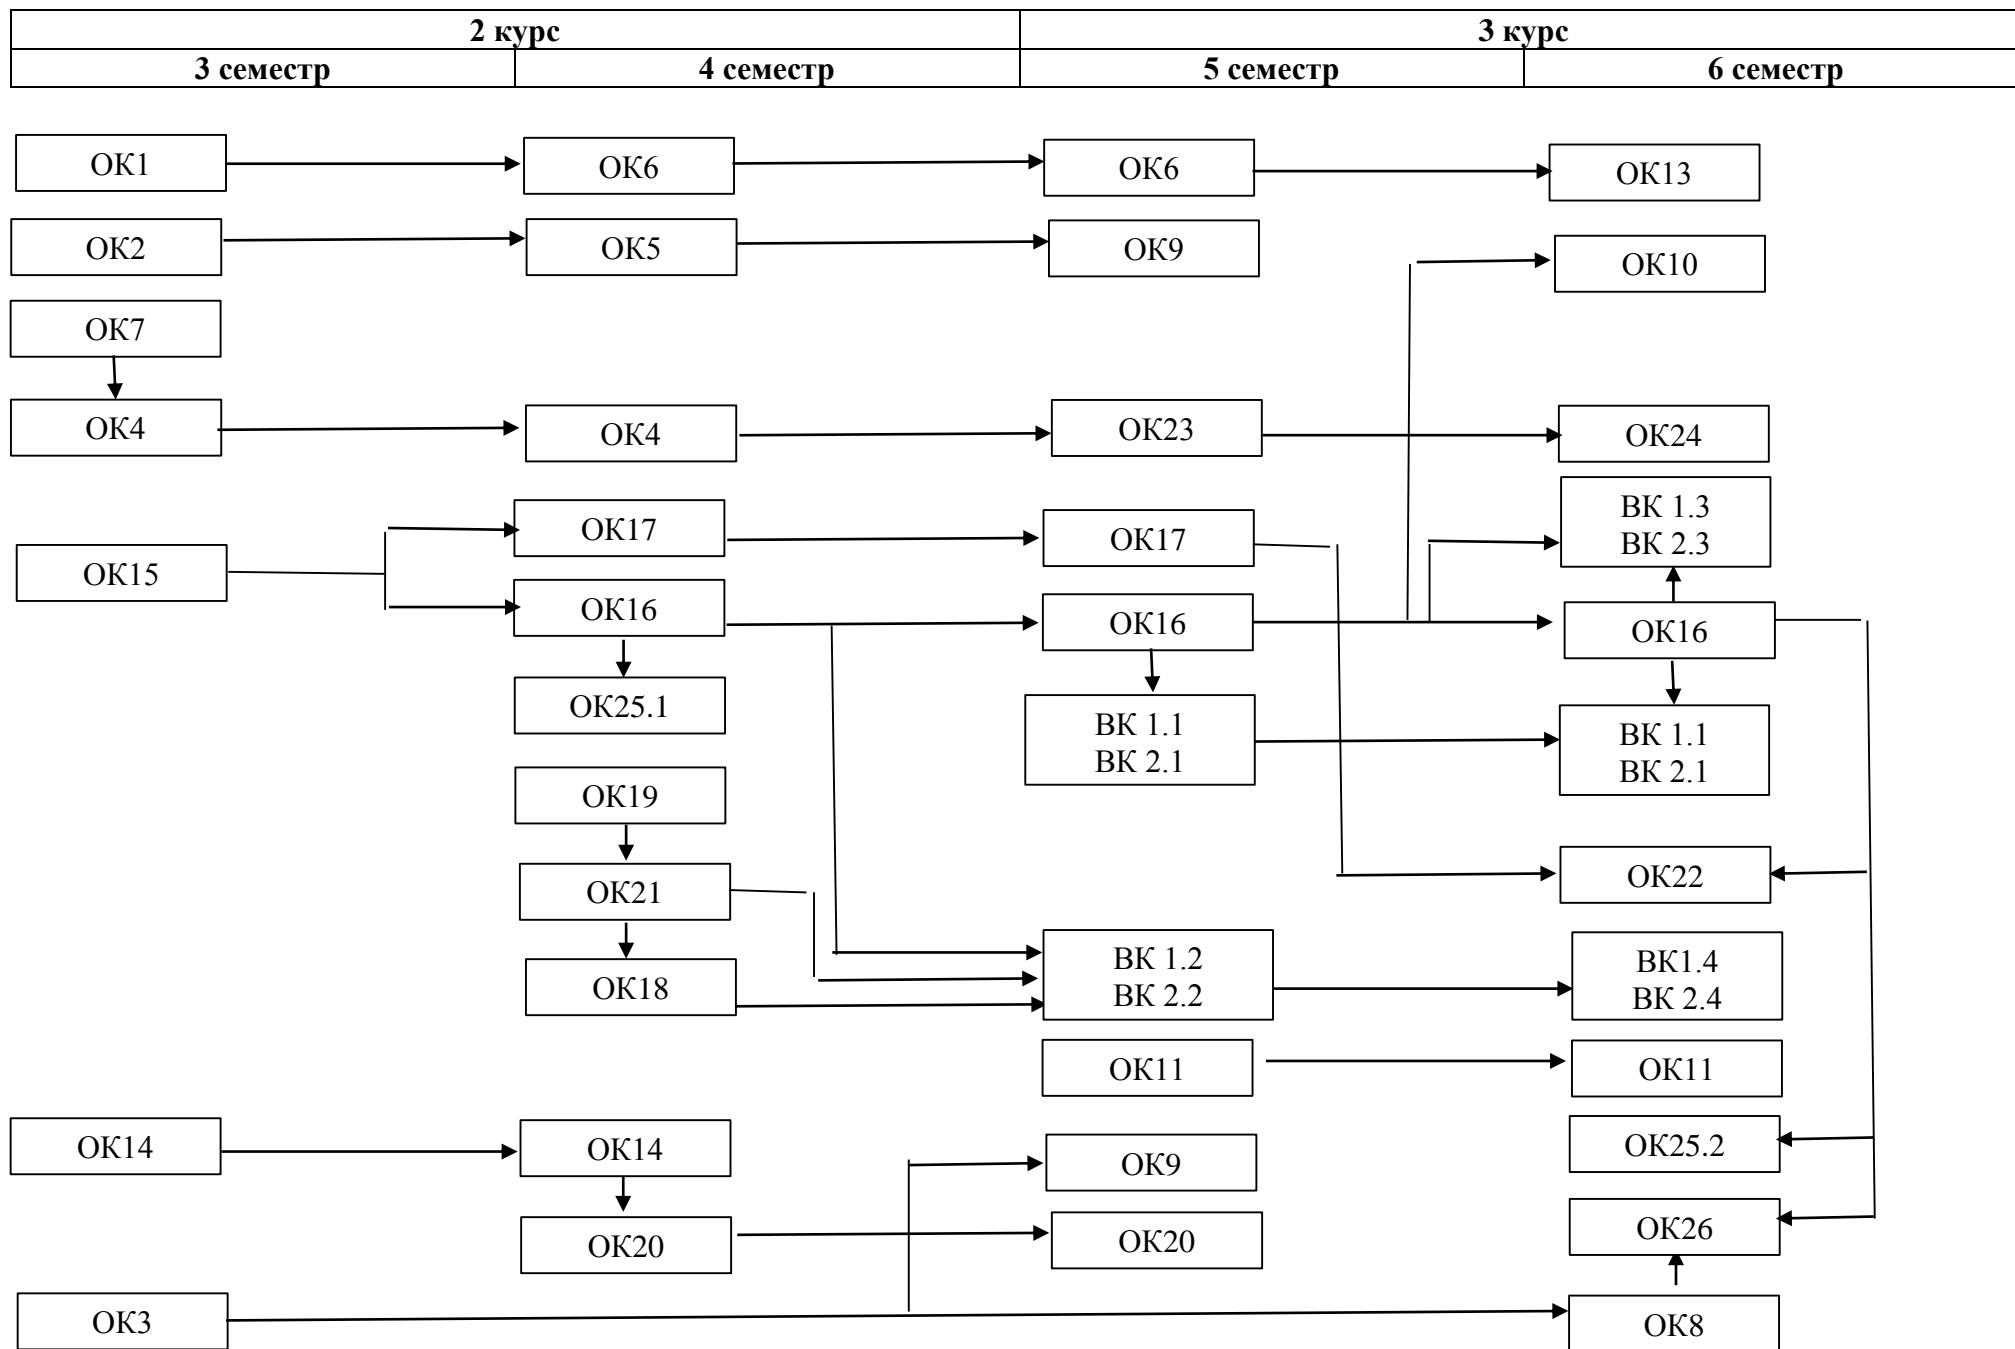 2 курс
3 курс
3 семестр
4 семестр
5 семестр
6 семестр
ОК1
ОК6
ОК6
ОК13
ОК2
ОК5
ОК9
ОК10
ОК7
ОК4
ОК4
ОК23
ОК24
ОК15
ОК17
ОК17
ВК 1.3
ВК 2.3
ОК16
ОК16
ОК16
ОК25.1
ВК 1.1
ВК 2.1
ВК 1.1
ВК 2.1
ОК19
ОК21
ОК22
ОК18
ВК 1.2
ВК 2.2
ВК1.4
ВК 2.4
ОК11
ОК11
ОК14
ОК14
ОК9
ОК25.2
ОК20
ОК20
ОК26
ОК3
ОК8